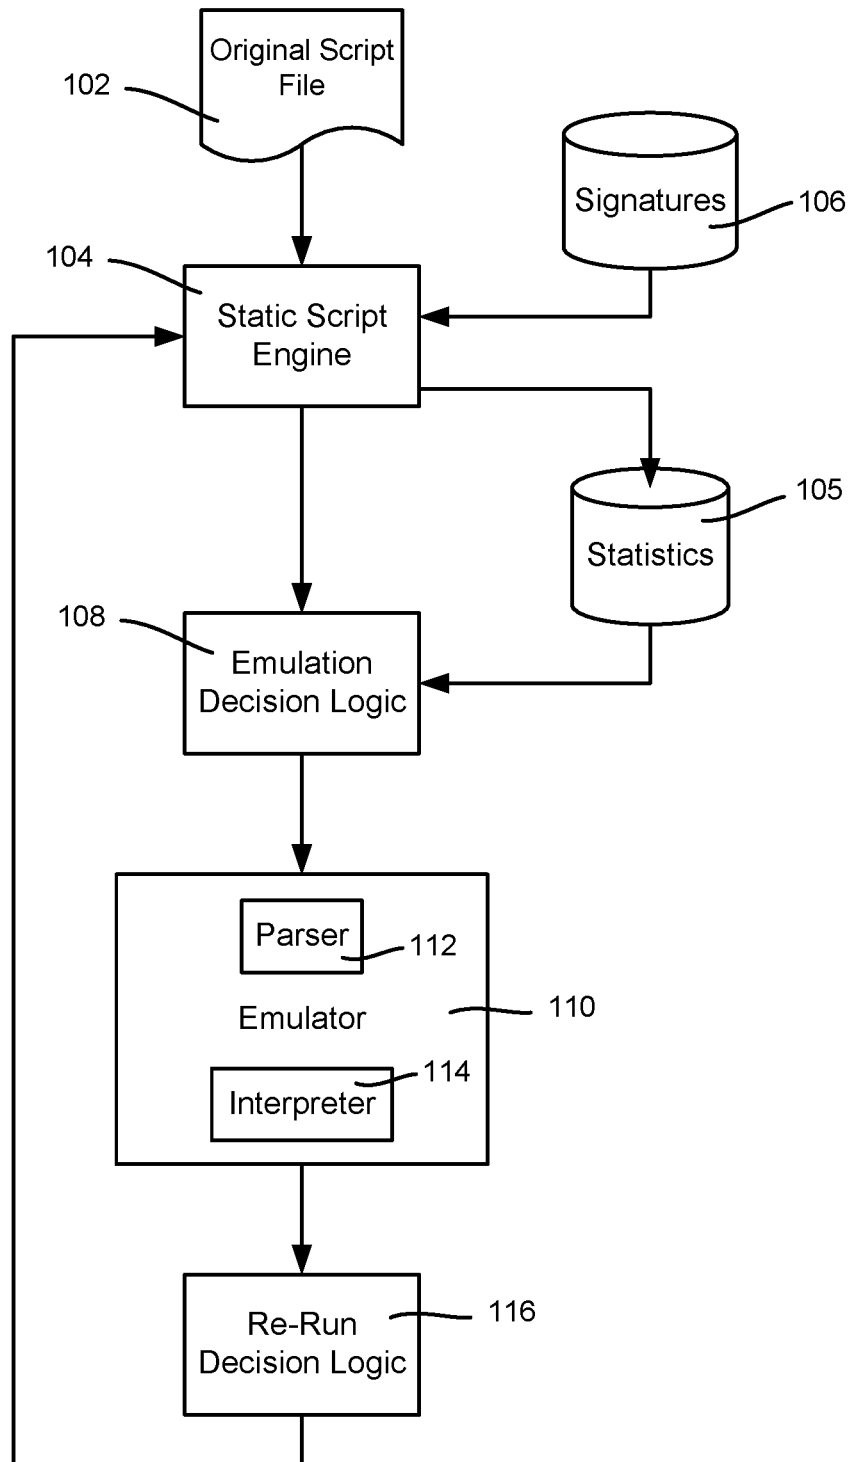 Original Script
File
102
Signatures
106
104
Static Script
Engine
105
Statistics
108
Emulation
Decision Logic
Parser
112
Emulator
110
114
Interpreter
116
Re-Run
Decision Logic